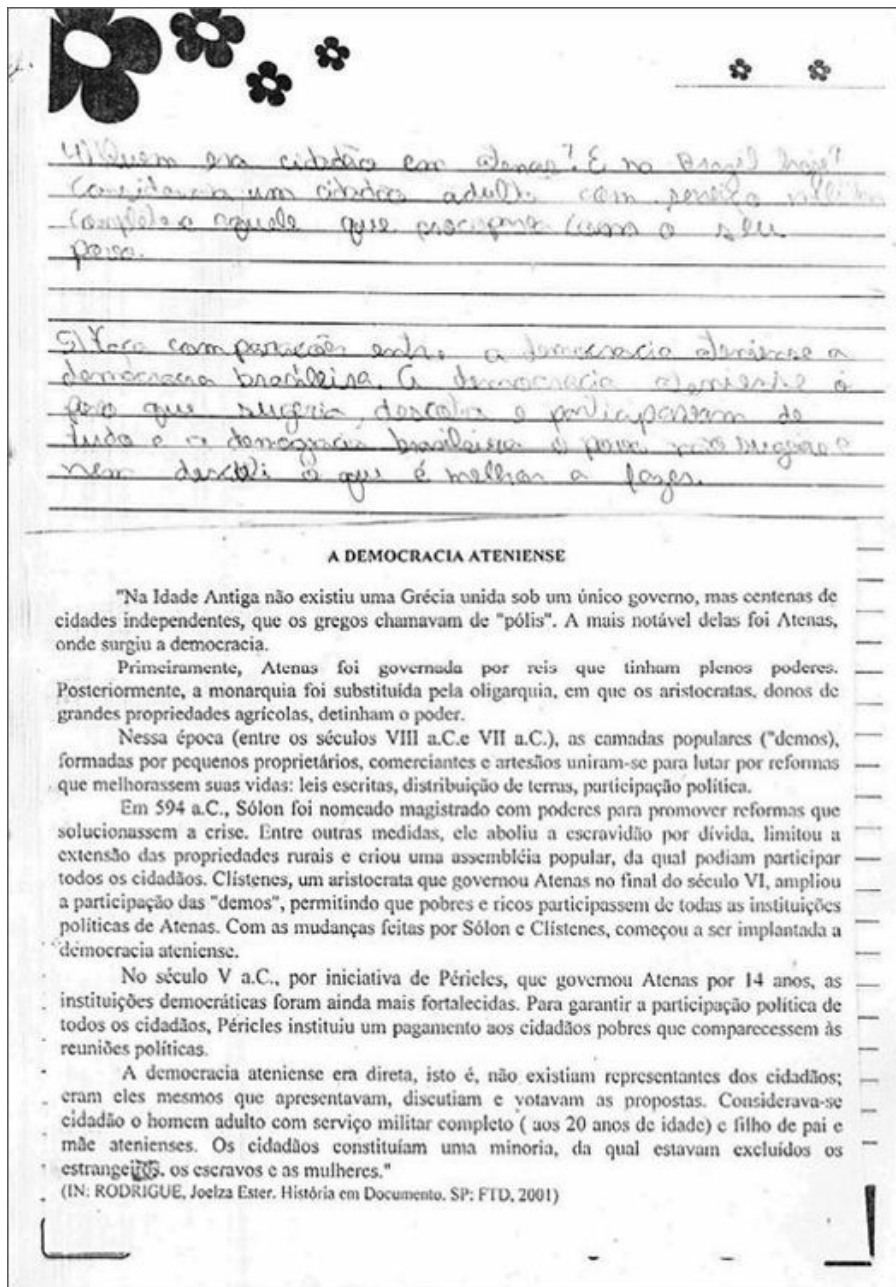 4) Quem era cidadão em atenas? E no Brazil hoje?
um cidadão adulto com serviço
completo e aquele que com o seu
povo.
5) Faça comparações entre a democracia ateniense a
democracia brasileira. A democracia ateniense o
povo que sugeria, e participavam de
tudo e a democracia brasileira o povo não
nem o que é melhor a fazer.
A DEMOCRACIA ATENIENSE
"Na Idade Antiga não existiu uma Grécia unida sob um único governo, mas centenas de
cidades independentes, que os gregos chamavam de "pólis". A mais notável delas foi Atenas,
onde surgiu a democracia.
Primeiramente, Atenas foi governada por reis que tinham plenos poderes.
Posteriormente, a monarquia foi substituída pela oligarquia, em que os aristocratas, donos de
grandes propriedades agrícolas, detinham o poder.
Nessa época (entre os séculos VIII a.C.e VII a.C.), as camadas populares ("demos),
formadas por pequenos proprietários, comerciantes e artesãos uniram-se para lutar por reformas
que melhorassem suas vidas: leis escritas, distribuição de terras, participação política.
Em 594 a.C., Sólon foi nomeado magistrado com poderes para promover reformas que
solucionassem a crise. Entre outras medidas, ele aboliu a escravidão por dívida, limitou a
extensão das propriedades rurais e criou uma assembléia popular, da qual podiam participar
todos os cidadãos. Clístenes, um aristocrata que governou Atenas no final do século VI, ampliou
a participação das "demos", permitindo que pobres e ricos participassem de todas as instituições
políticas de Atenas. Com as mudanças feitas por Sólon e Clístenes, começou a ser implantada a
democracia ateniense.
No século V a.C., por iniciativa de Péricles, que governou Atenas por 14 anos, as
instituições democráticas foram ainda mais fortalecidas. Para garantir a participação política de
todos os cidadãos, Péricles instituiu um pagamento aos cidadãos pobres que comparecessem às
reuniões políticas.
A democracia ateniense era direta, isto é, não existiam representantes dos cidadãos;
eram eles mesmos que apresentavam, discutiam e votavam as propostas. Considerava-se
cidadão o homem adulto com serviço militar completo ( aos 20 anos de idade) e filho de pai e
mãe atenienses. Os cidadãos constituíam uma minoria, da qual estavam excluídos os
estrangeiros, os escravos e as mulheres."
(IN: RODRIGUE, Joelza Ester. História em Documento. SP: FTD, 2001)